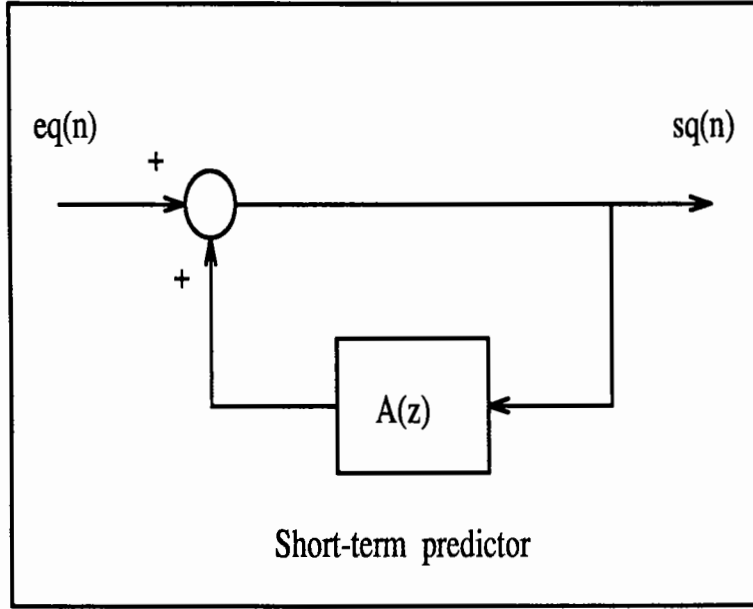 eq(n)
sq(n)
+
+
A(z)
Short-term predictor